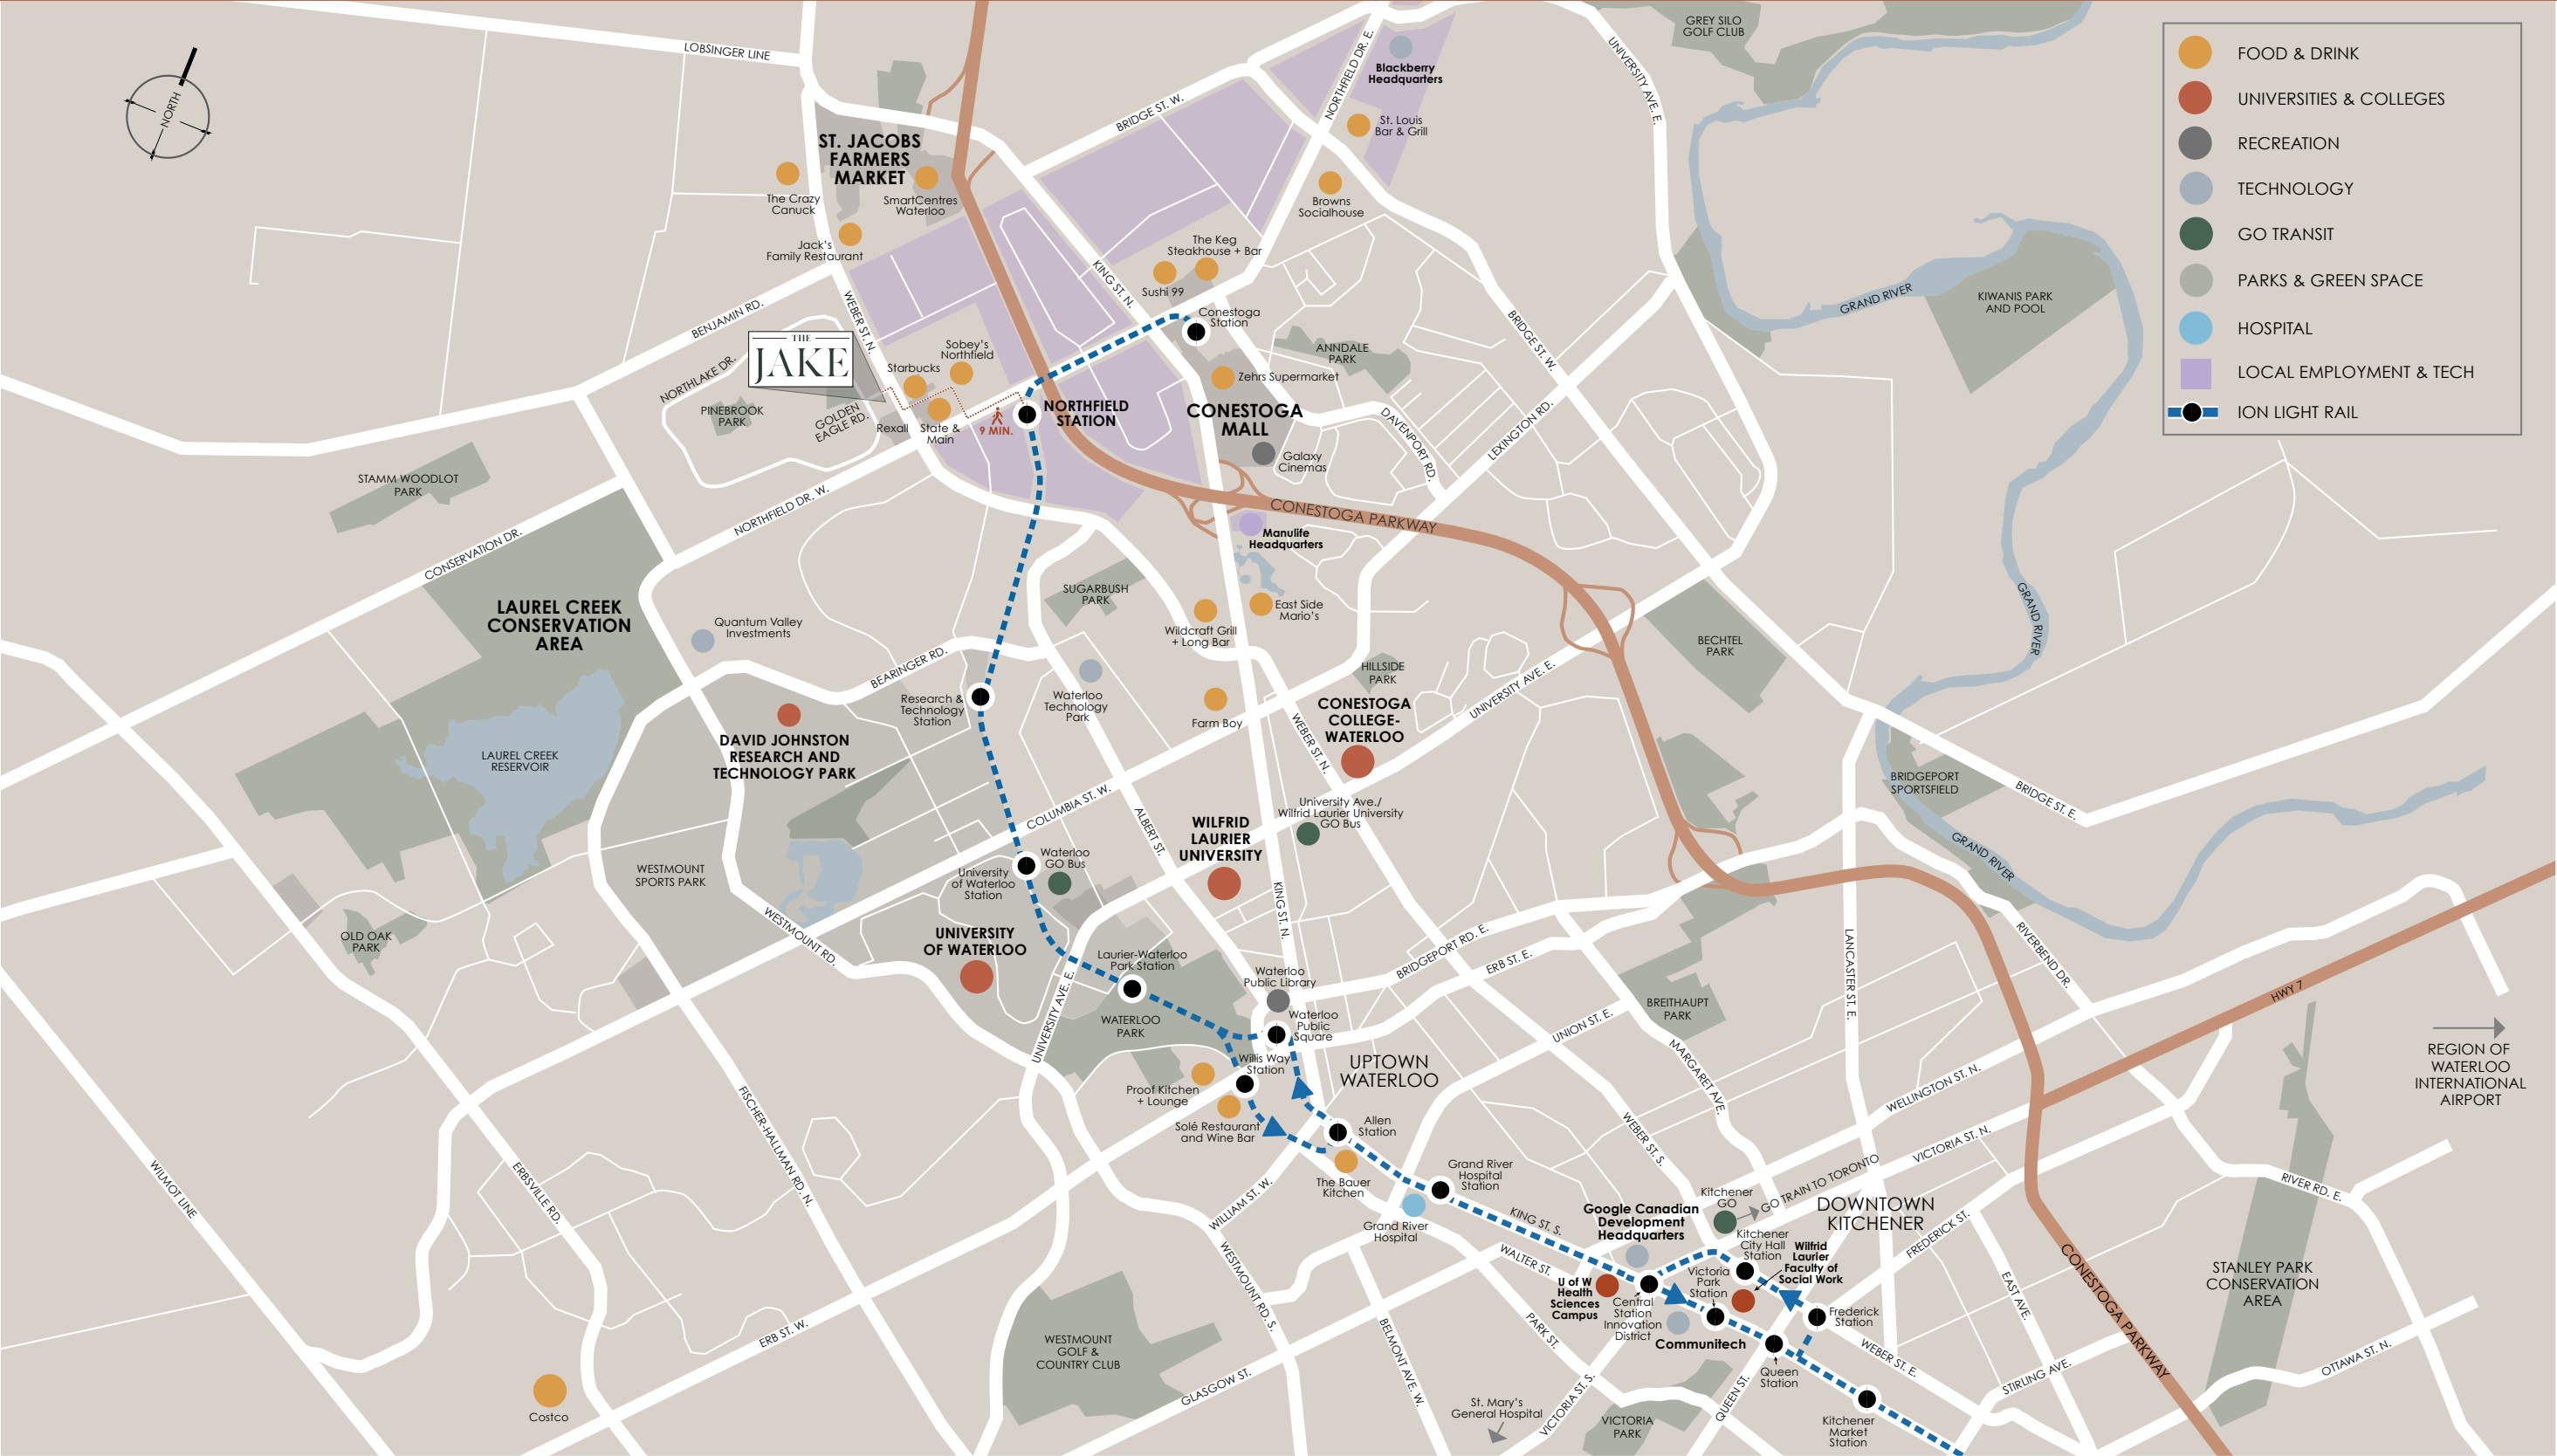 LOBSINGER LINE
NORTH
ST. JACOBS
FARMERS
MARKET
The Crazy
Canuck
SmartCentres
Waterloo
Jack's
Family Restaurant
BRIDGE ST. W.
NORTHFIELD DR. E.
Blackberry
Headquarters
St. Louis
Bar & Grill
Browns
Socialhouse
The Keg
Steakhouse + Bar
Sushi 99
KING ST. N.
Conestoga
Station
UNIVERSITY AVE. E.
GREY SILO
GOLF CLUB
GRAND RIVER
KIWANIS PARK
AND POOL
FOOD & DRINK
UNIVERSITIES & COLLEGES
RECREATION
TECHNOLOGY
GO TRANSIT
PARKS & GREEN SPACE
HOSPITAL
LOCAL EMPLOYMENT & TECH
ION LIGHT RAIL
BENJAMIN RD.
WEBER ST. N.
NORTHLAKE DR.
THE
JAKE
PINEBROOK
PARK
GOLDEN
EAGLE RD.
Sobey's
Northfield
Starbucks
Rexall
State &
Main
9 MIN.
NORTHFIELD
STATION
Zehrs Supermarket
CONESTOGA
MALL
Galaxy
Cinemas
ANNDALE
PARK
DAVENPORT RD.
BRIDGE ST. W.
LEXINGTON RD.
CONESTOGA PARKWAY
Manulife
Headquarters
STAMM WOODLOT
PARK
CONSERVATION DR.
NORTHFIELD DR. W.
LAUREL CREEK
CONSERVATION
AREA
LAUREL CREEK
RESERVOIR
Quantum Valley
Investments
BEARINGER RD.
SUGARBUSH
PARK
Wildcraft Grill
+ Long Bar
East Side
Mario's
Research &
Technology
Station
Waterloo
Technology
Park
Farm Boy
HILLSIDE
PARK
CONESTOGA
COLLEGE-
WATERLOO
WEBER ST. N.
UNIVERSITY AVE. E.
BECHTEL
PARK
GRAND RIVER
DAVID JOHNSTON
RESEARCH AND
TECHNOLOGY PARK
COLUMBIA ST. W.
ALBERT ST.
University Ave./
Wilfrid Laurier University
GO Bus
WILFRID
LAURIER
UNIVERSITY
BRIDGEPORT
SPORTSFIELD
BRIDGE ST. E.
GRAND RIVER
WESTMOUNT
SPORTS PARK
Waterloo
GO Bus
University
of Waterloo
Station
WESTMOUNT RD.
UNIVERSITY
OF WATERLOO
OLD OAK
PARK
KING ST. N.
Laurier-Waterloo
Park Station
Waterloo
Public Library
BRIDGEPORT RD. E.
ERB ST. E.
LANCASTER ST. E.
RIVERBEND DR.
HWY 7
UNIVERSITY AVE. E.
WATERLOO
PARK
Waterloo
Public
Square
UNION ST. E.
BREITHAUPT
PARK
REGION OF
WATERLOO
INTERNATIONAL
AIRPORT
Willis Way
Station
UPTOWN
WATERLOO
MARGARET AVE.
WELLINGTON ST. N.
Proof Kitchen
+ Lounge
Solé Restaurant
and Wine Bar
Allen
Station
WEBER ST. S.
VICTORIA ST. N.
FISCHER-HALLMAN RD. N.
WILMOT LINE
ERBSVILLE RD.
WILLIAM ST. W.
The Bauer
Kitchen
Grand River
Hospital
Station
Grand River
Hospital
KING ST. S.
Google Canadian
Development
Headquarters
Kitchener
GO
GO TRAIN TO TORONTO
DOWNTOWN
KITCHENER
RIVER RD. E.
FREDERICK ST.
Kitchener
City Hall
Station
Wilfrid
Laurier
Faculty of
Social Work
WALTER ST.
U of W
Health
Sciences
Campus
Victoria
Park
Station
Central
Station
Innovation
District
Communitech
Frederick
Station
EAST AVE.
CONESTOGA PARKWAY
STANLEY PARK
CONSERVATION
AREA
WESTMOUNT RD. S.
WESTMOUNT
GOLF &
COUNTRY CLUB
ERB ST. W.
PARK ST.
BELMONT AVE. W.
Queen
Station
WEBER ST. E.
STIRLING AVE.
OTTAWA ST. N.
GLASGOW ST.
Costco
St. Mary's
General Hospital
VICTORIA ST. S.
VICTORIA
PARK
QUEEN ST.
Kitchener
Market
Station